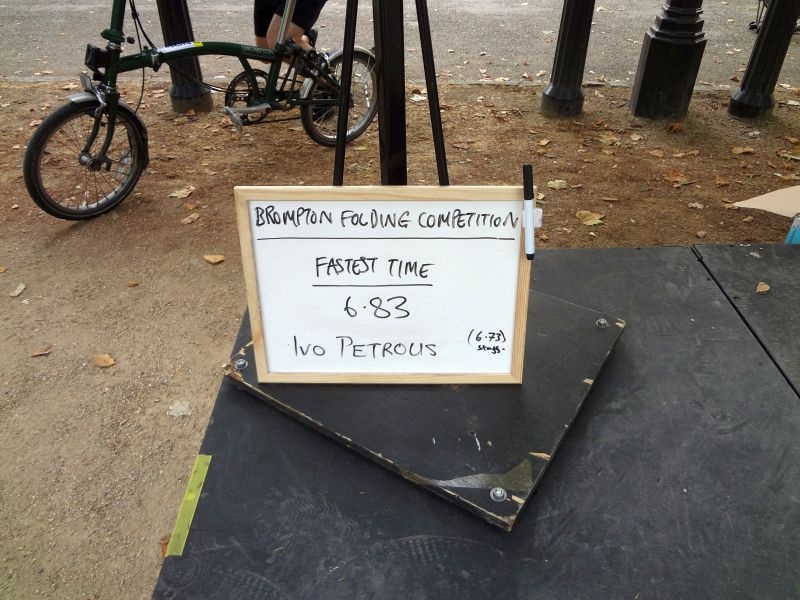 BROMPTON FOLDING COMPETITION
FASTEST TIME
6.83
IVO PETROUS
(6.73)